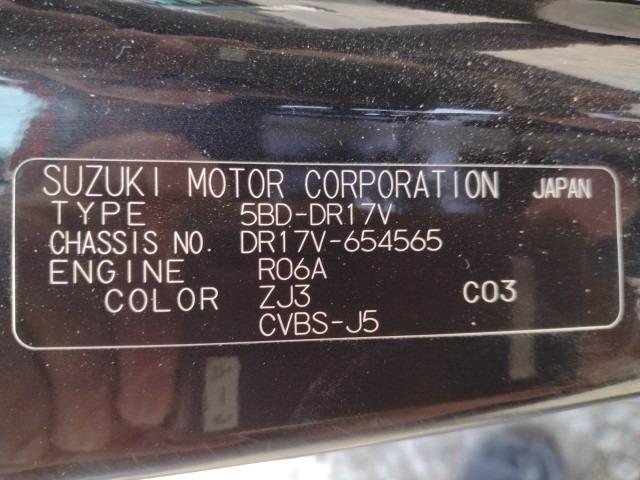 SUZUKI MOTOR CORPORATION JAPAN
TYPE 5BD-DR17V
CHASSIS NO. DR17V-654565
ENGINE R06A
COLOR ZJ3 C03
CVBS-J5